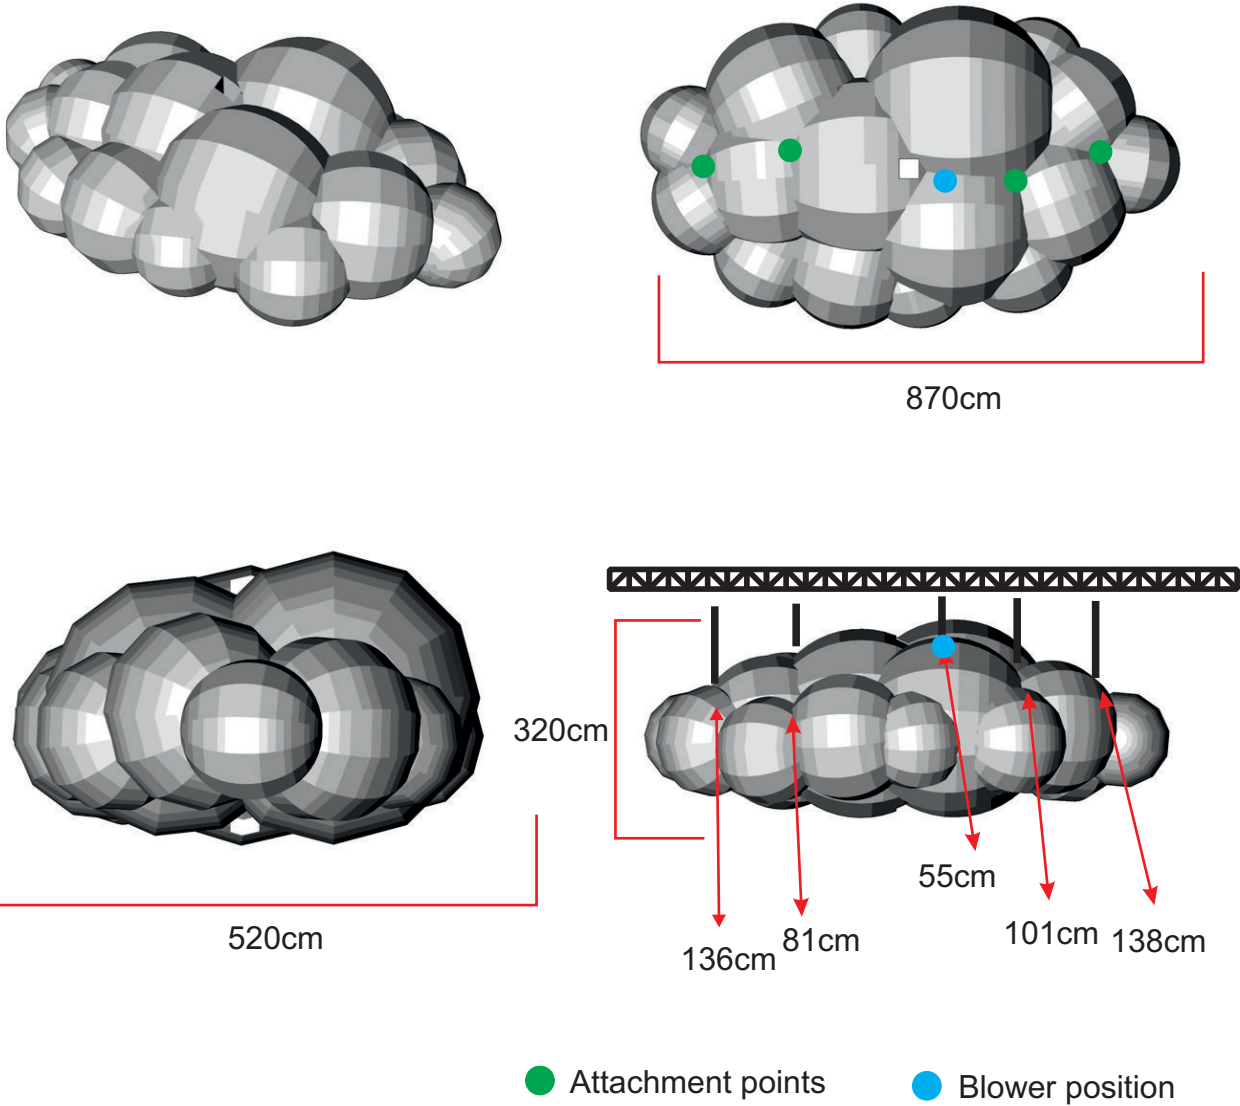 870cm
320cm
55cm
520cm
136cm
81cm
101cm
138cm
Attachment points
Blower position